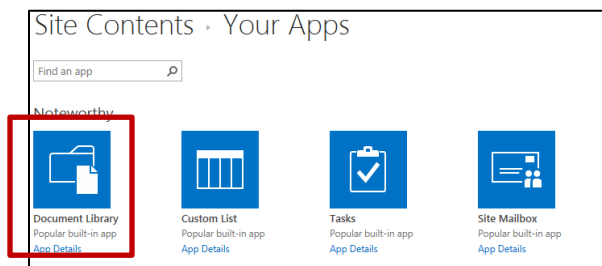 Site Contents › Your Apps
Find an app
Noteworthy
Document Library
Popular built-in app
App Details
Custom List
Popular built-in app
App Details
Tasks
Popular built-in app
App Details
Site Mailbox
Popular built-in app
App Details